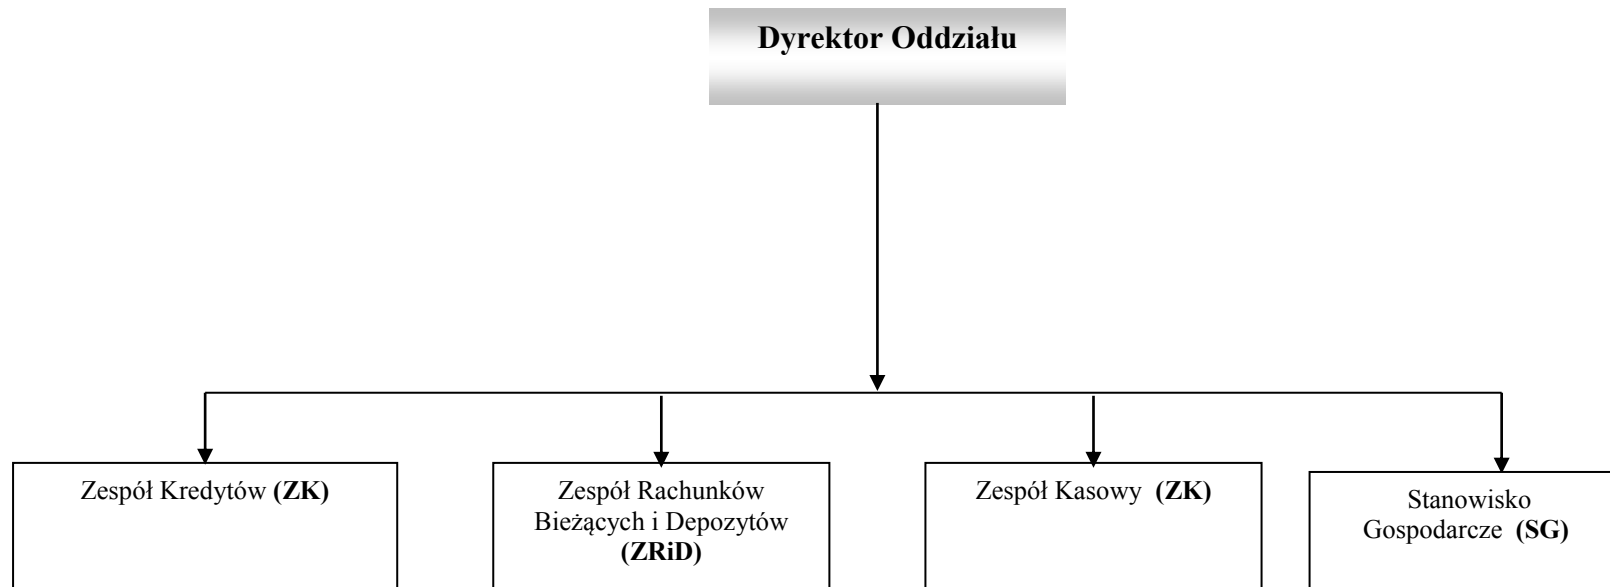 Dyrektor Oddziału
Zespół Kredytów (ZK)
Zespół Rachunków
Bieżących i Depozytów
(ZRiD)
Zespół Kasowy (ZK)
Stanowisko
Gospodarcze (SG)